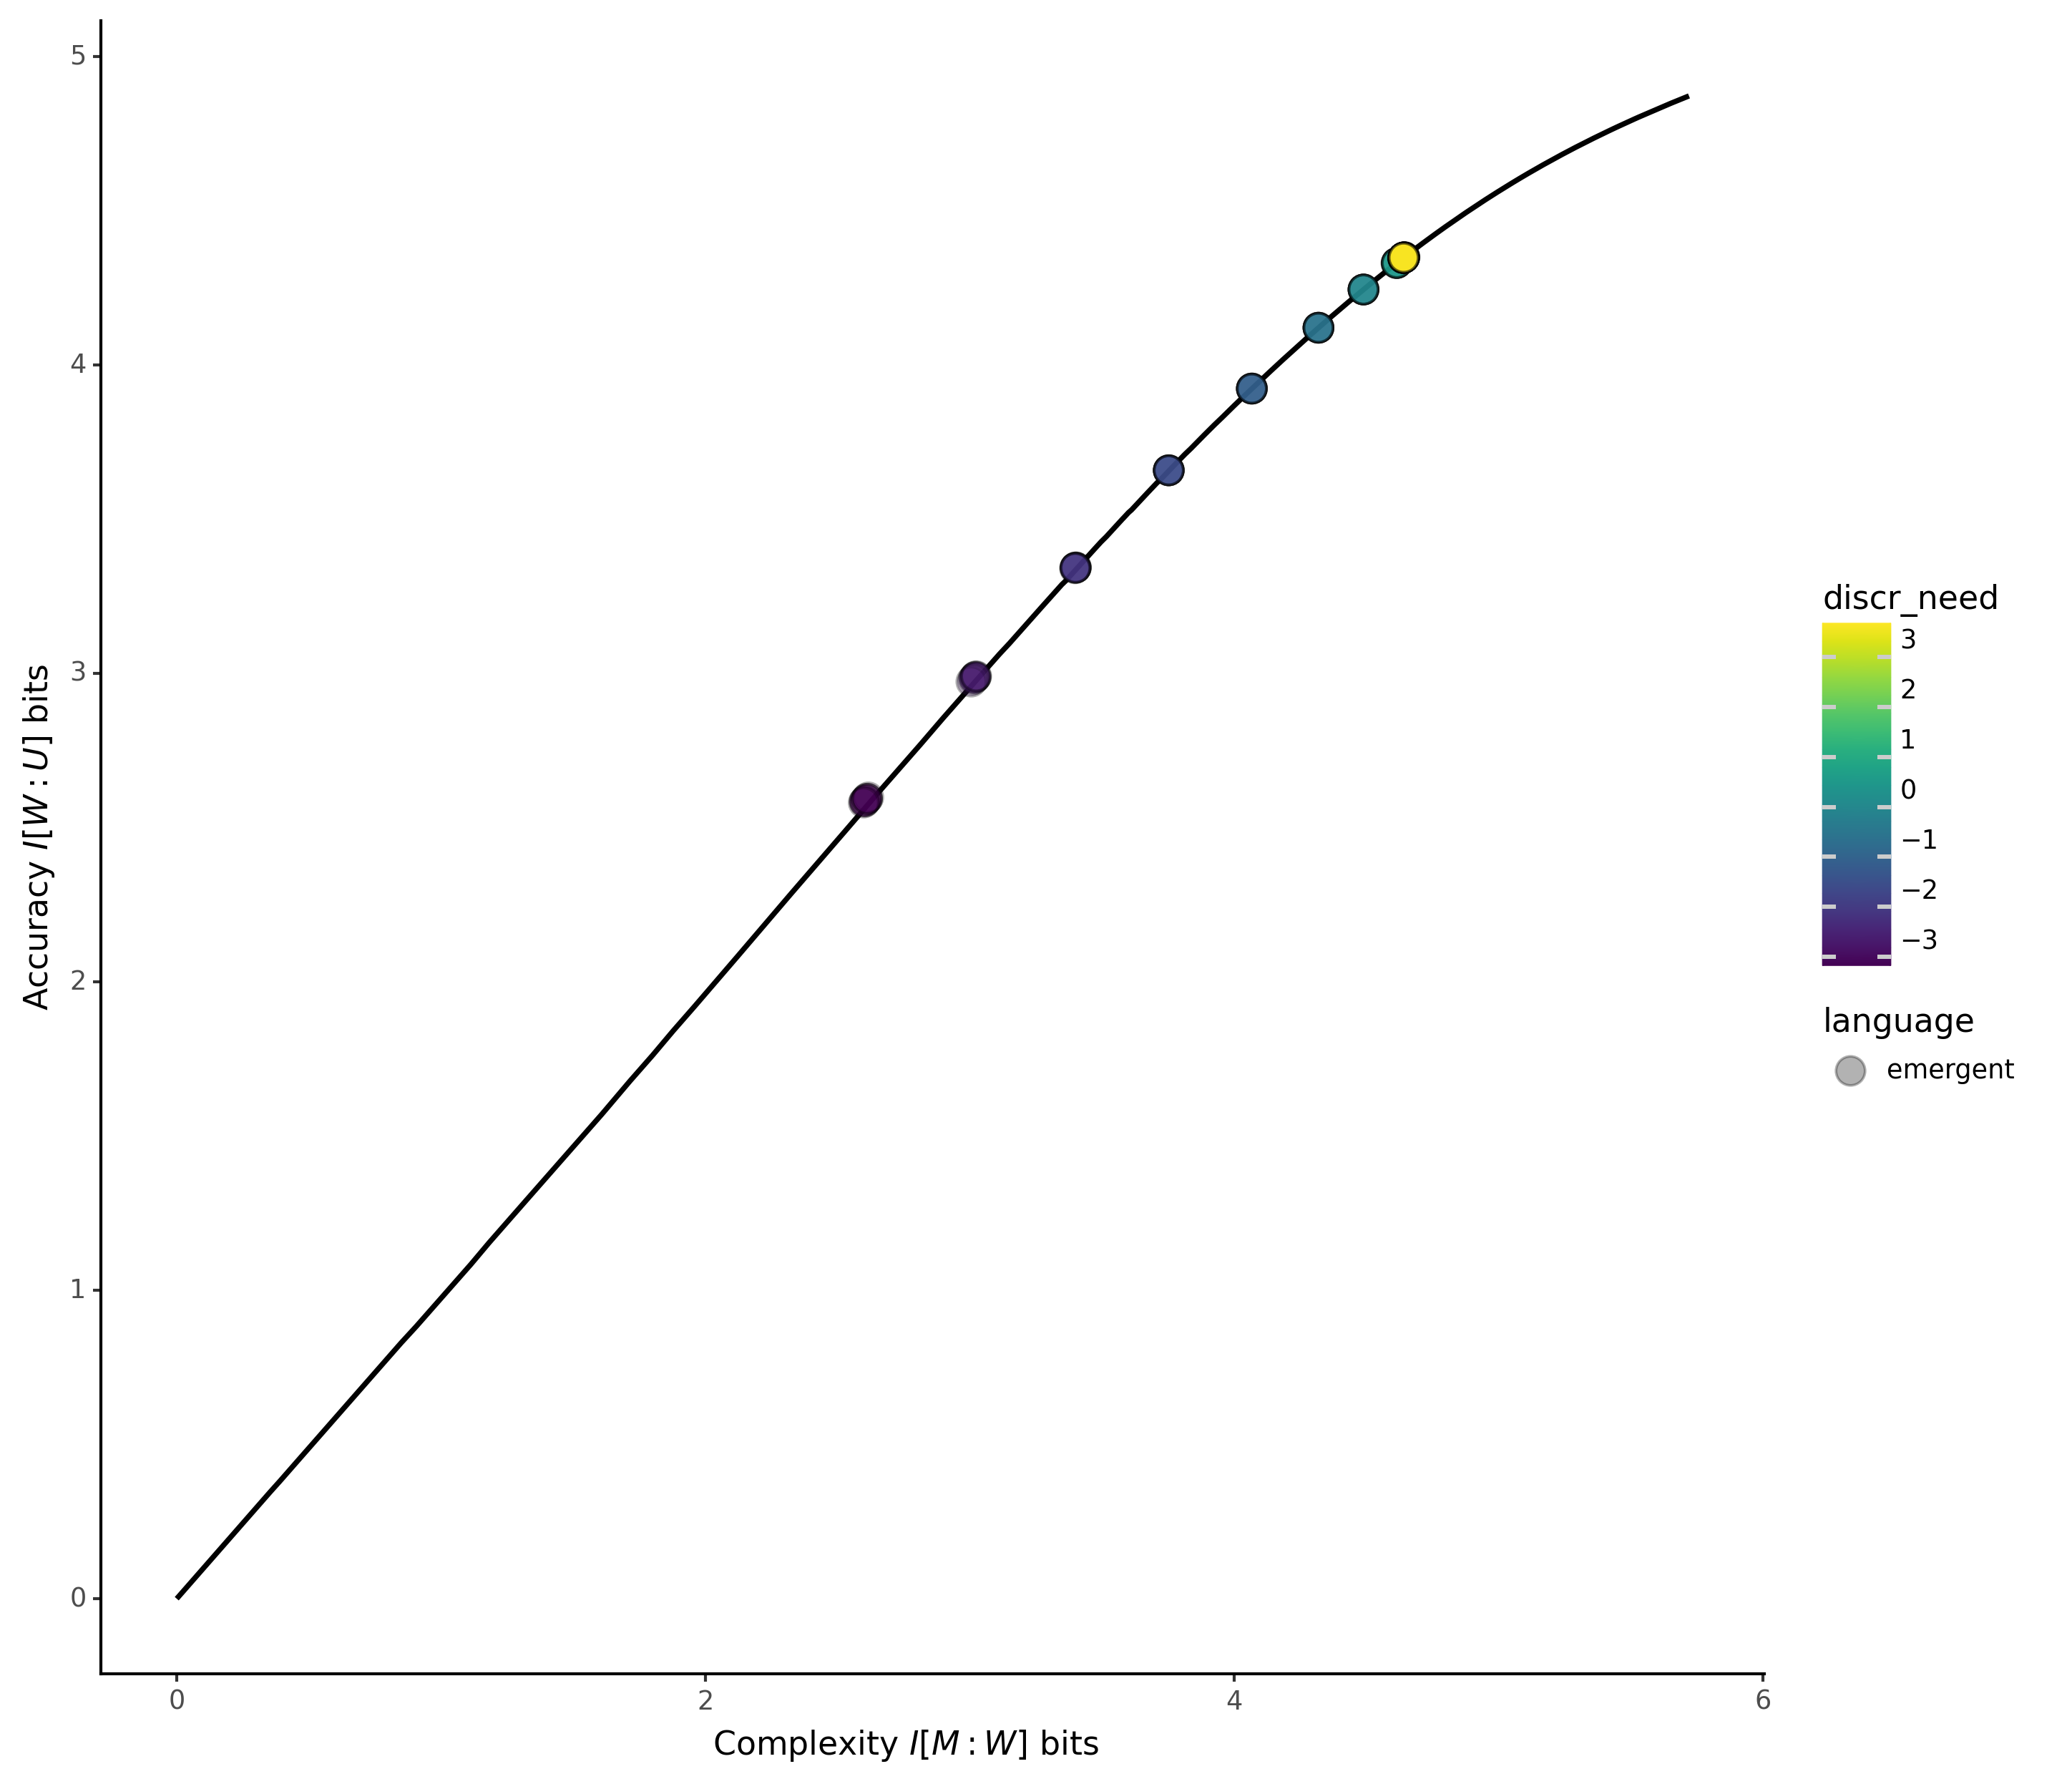 5
4
3
2
1
0
0 2 4 6
Accuracy I[W : U] bits
Complexity I[M : W] bits
discr_need
3
2
1
0
−1
−2
−3
language
emergent